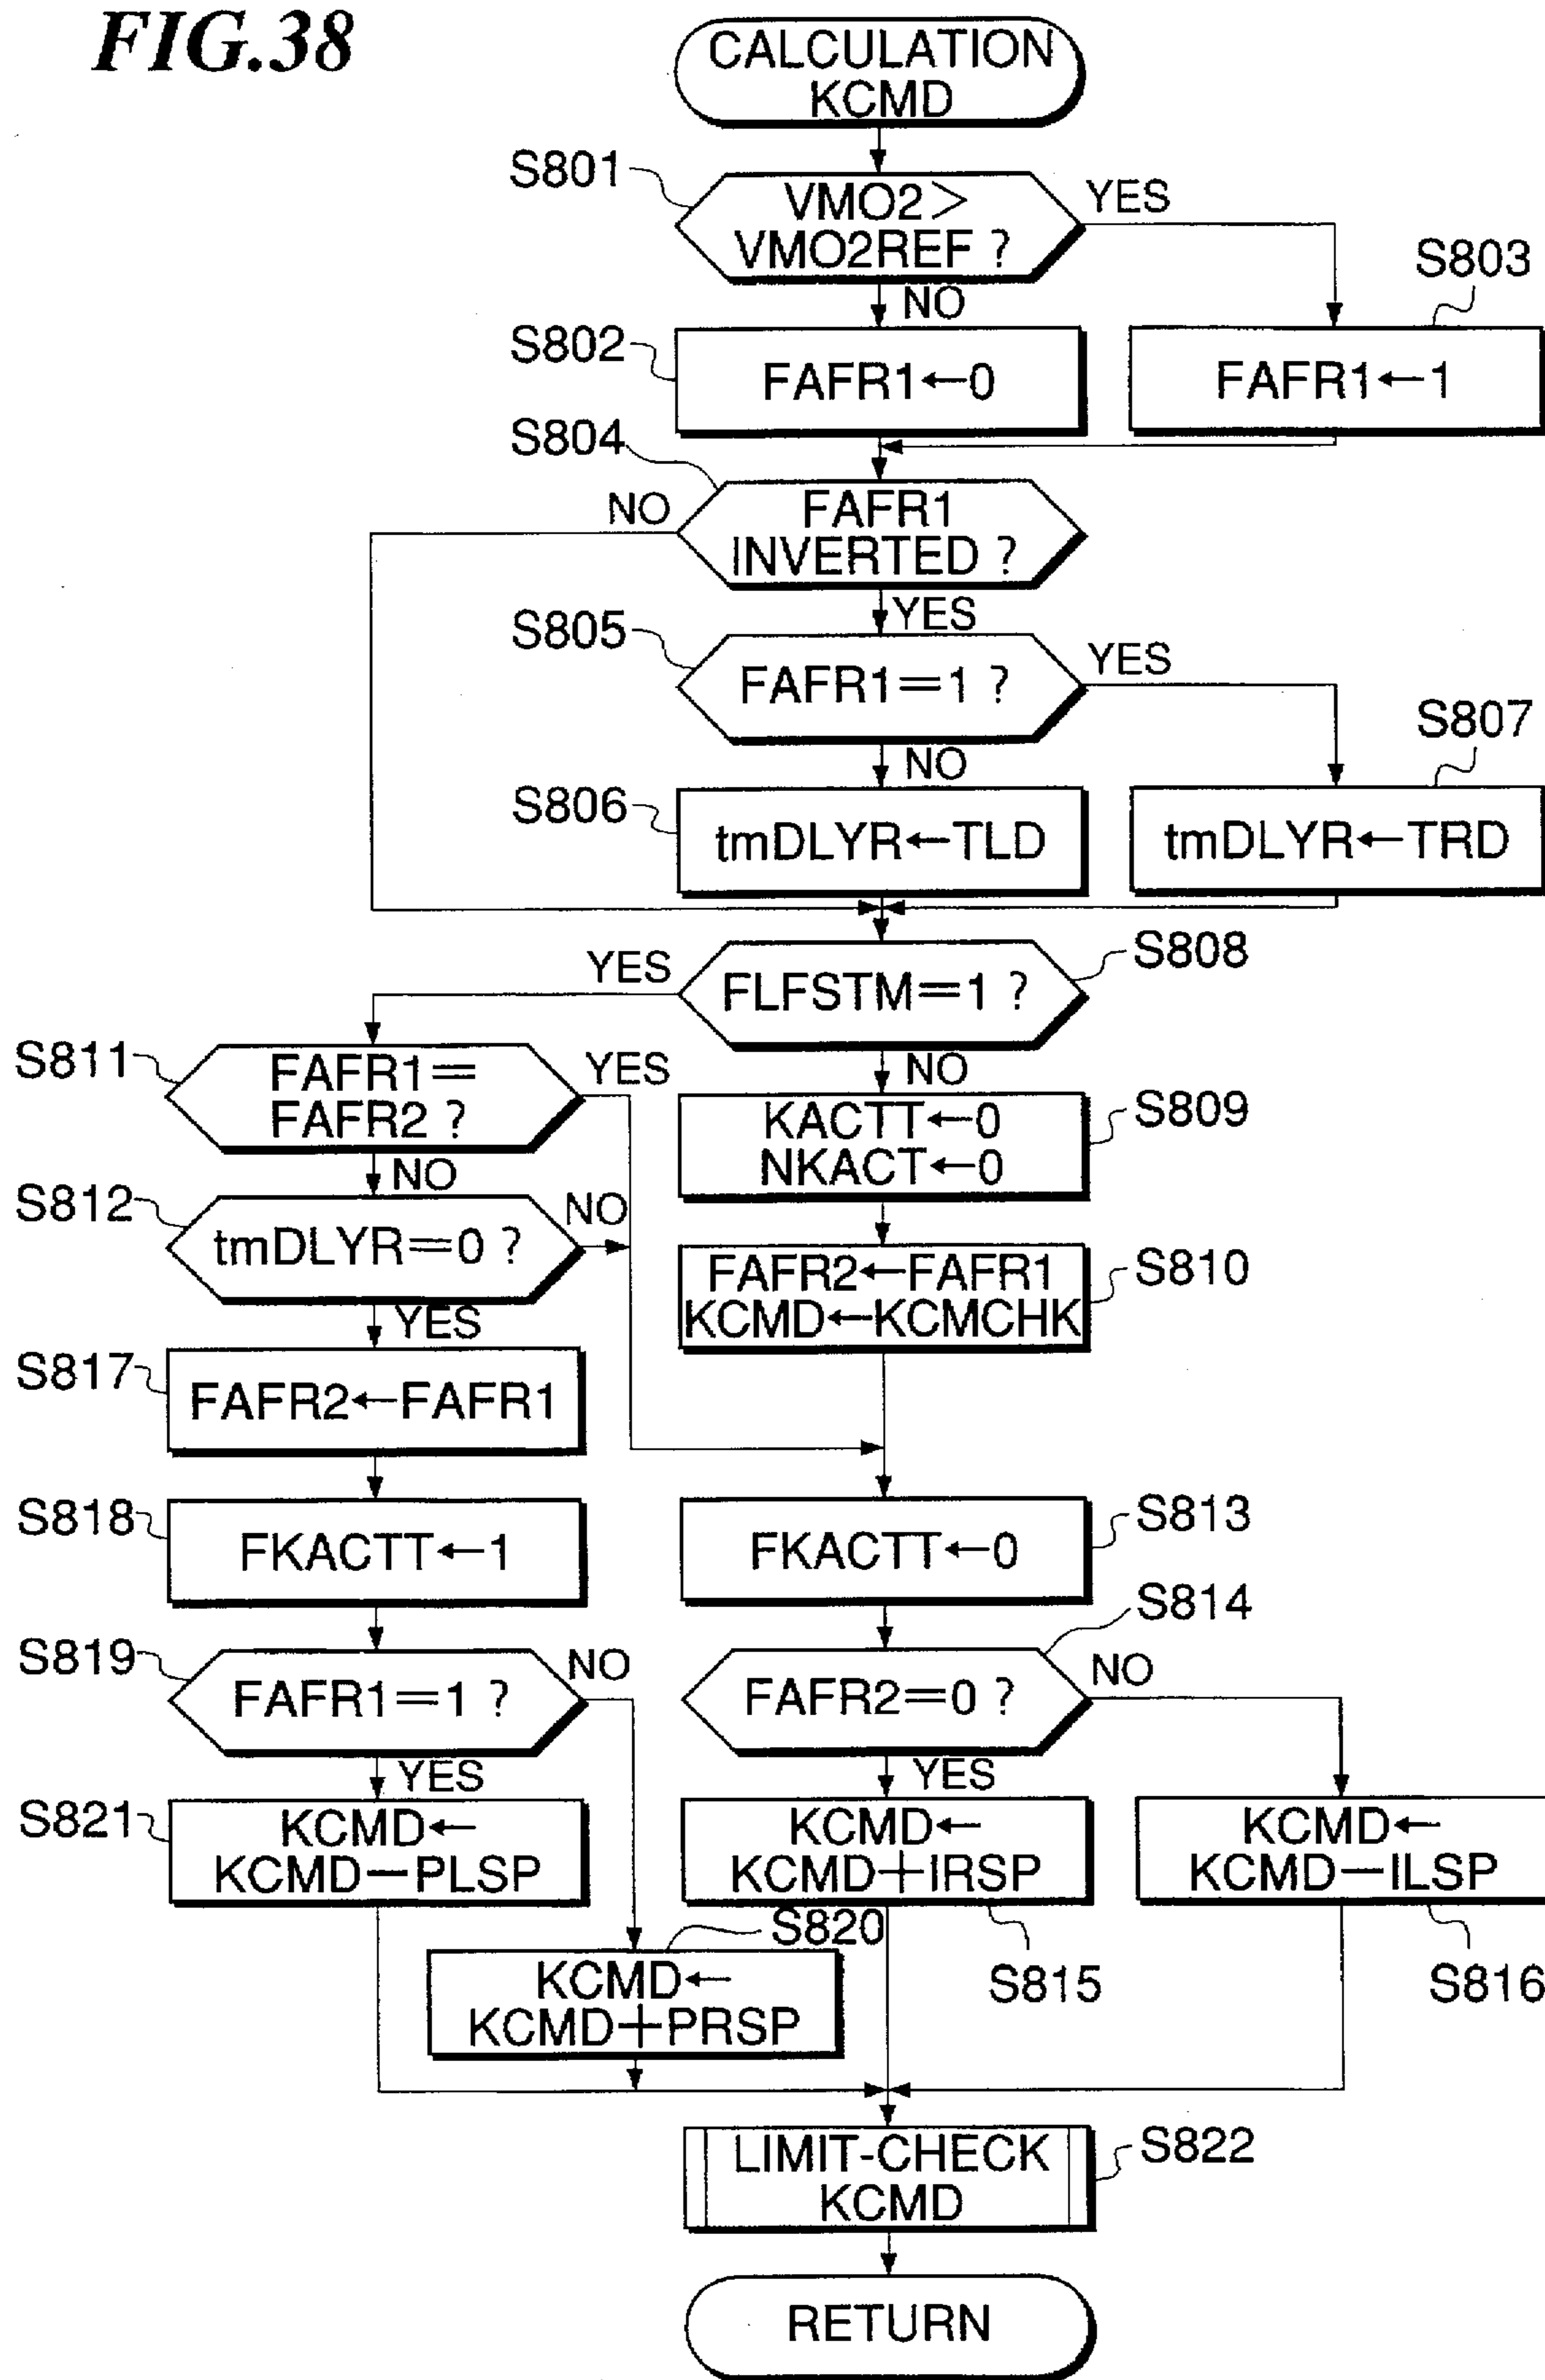 FIG.38
CALCULATION
KCMD
S801
VMO2>
VMO2REF ?
YES
NO
S802
FAFR1←0
S803
FAFR1←1
S804
FAFR1
INVERTED ?
NO
YES
S805
FAFR1=1 ?
YES
NO
S806
tmDLYR←TLD
S807
tmDLYR←TRD
S808
FLFSTM=1 ?
YES
NO
S811
FAFR1=
FAFR2 ?
YES
NO
S809
KACTT←0
NKACT←0
S812
tmDLYR=0 ?
NO
YES
S810
FAFR2←FAFR1
KCMD←KCMCHK
S817
FAFR2←FAFR1
S818
FKACTT←1
S813
FKACTT←0
S819
FAFR1=1 ?
NO
YES
S814
FAFR2=0 ?
NO
YES
S821
KCMD←
KCMD−PLSP
KCMD←
KCMD+IRSP
S815
KCMD←
KCMD−ILSP
S816
S820
KCMD←
KCMD+PRSP
LIMIT-CHECK
KCMD
S822
RETURN